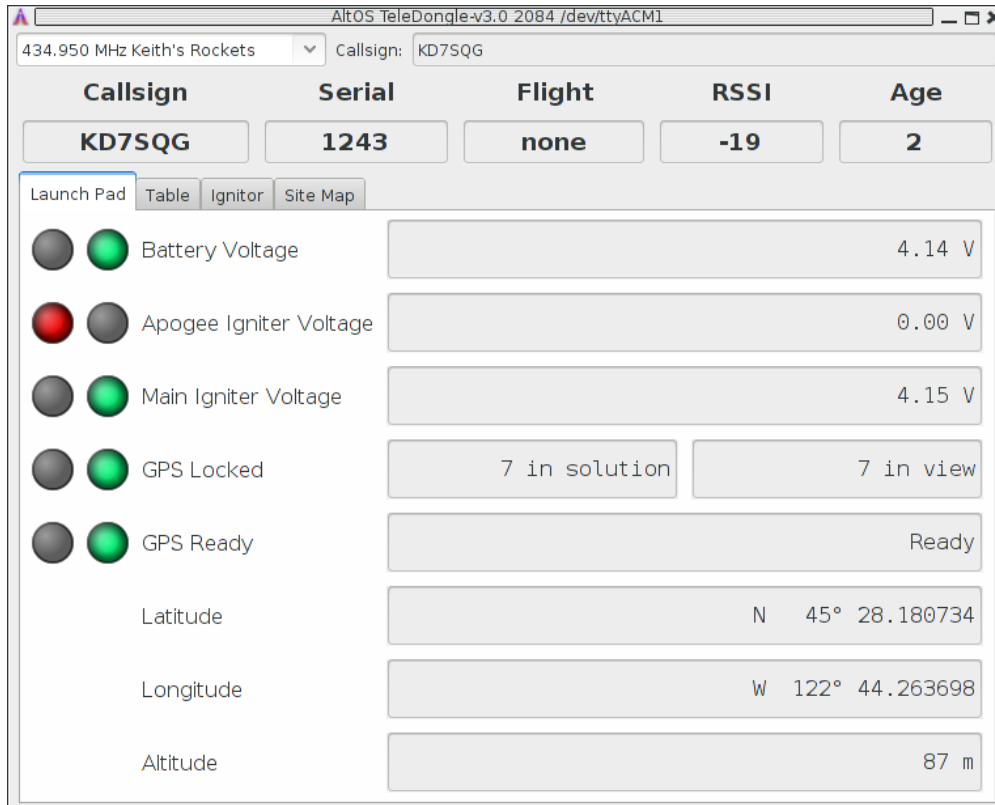 AltOS TeleDongle-v3.0 2084 /dev/ttyACM1
434.950 MHz Keith's Rockets Callsign: KD7SQG
Callsign Serial Flight RSSI Age
KD7SQG 1243 none -19 2
Launch Pad Table Ignitor Site Map
Battery Voltage 4.14 V
Apogee Igniter Voltage 0.00 V
Main Igniter Voltage 4.15 V
GPS Locked 7 in solution 7 in view
GPS Ready Ready
Latitude N 45° 28.180734
Longitude W 122° 44.263698
Altitude 87 m